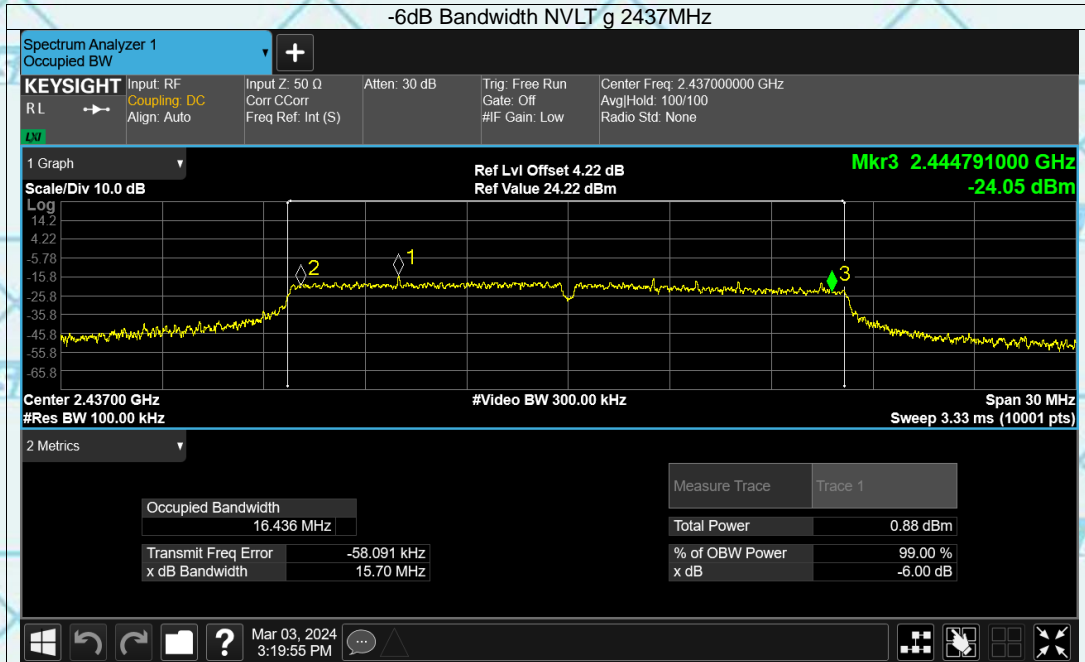 -6dB Bandwidth NVLT g 2437MHz
Spectrum Analyzer 1
Occupied BW
+
KEYSIGHT Input: RF Input Z: 50 Ω Atten: 30 dB Trig: Free Run Center Freq: 2.437000000 GHz
R L Coupling: DC Corr CCorr Gate: Off Avg|Hold: 100/100
Align: Auto Freq Ref: Int (S) #IF Gain: Low Radio Std: None
LXI
1 Graph
Ref Lvl Offset 4.22 dB Mkr3 2.444791000 GHz
Scale/Div 10.0 dB Ref Value 24.22 dBm -24.05 dBm
Log
14.2
4.22
-5.78 1
-15.8 2 3
-25.8
-35.8
-45.8
-55.8
-65.8
Center 2.43700 GHz #Video BW 300.00 kHz Span 30 MHz
#Res BW 100.00 kHz Sweep 3.33 ms (10001 pts)
2 Metrics
Measure Trace Trace 1
Occupied Bandwidth
16.436 MHz Total Power 0.88 dBm
Transmit Freq Error -58.091 kHz % of OBW Power 99.00 %
x dB Bandwidth 15.70 MHz x dB -6.00 dB
? Mar 03, 2024
3:19:55 PM